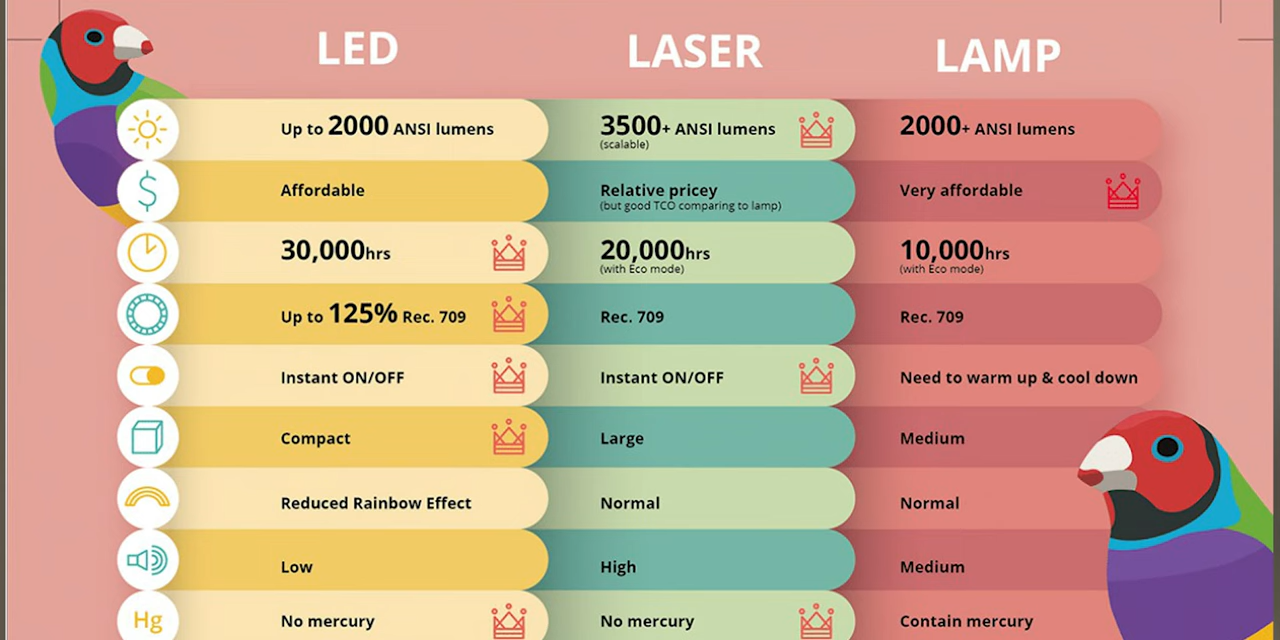 LED LASER LAMP
Up to 2000 ANSI lumens 3500+ ANSI lumens 2000+ ANSI lumens
(scalable)
$ Affordable Relative pricey Very affordable
(but good TCO comparing to lamp)
30,000hrs 20,000hrs 10,000hrs
(with Eco mode) (with Eco mode)
Up to 125% Rec. 709 Rec. 709 Rec. 709
Instant ON/OFF Instant ON/OFF Need to warm up & cool down
Compact Large Medium
Reduced Rainbow Effect Normal Normal
Low High Medium
Hg No mercury No mercury Contain mercury